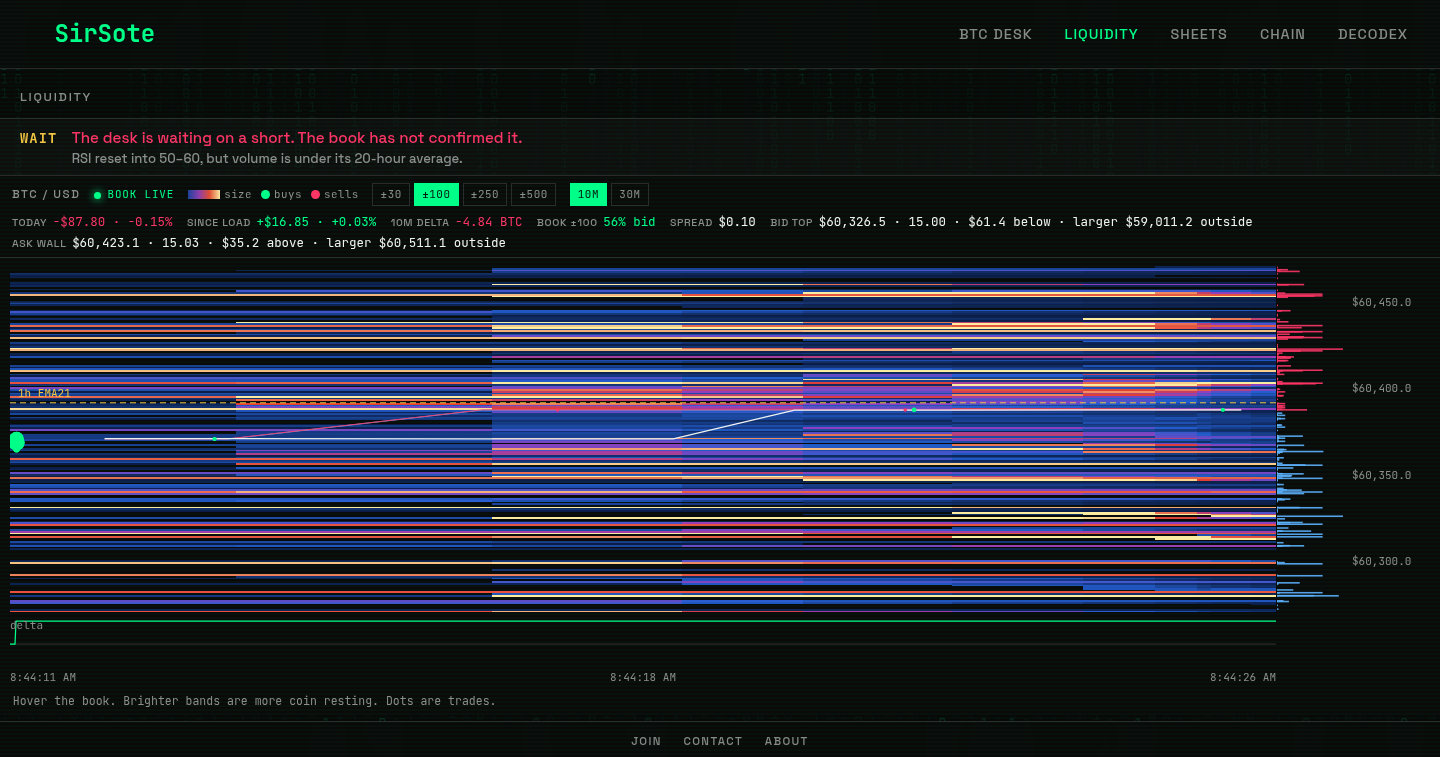 SirSote
BTC DESK LIQUIDITY SHEETS CHAIN DECODEX
LIQUIDITY
WAIT The desk is waiting on a short. The book has not confirmed it.
RSI reset into 50–60, but volume is under its 20-hour average.
BTC / USD BOOK LIVE size buys sells ±30 ±100 ±250 ±500 10M 30M
TODAY -$87.80 · -0.15% SINCE LOAD +$16.85 · +0.03% 10M DELTA -4.84 BTC BOOK ±100 56% bid SPREAD $0.10 BID TOP $60,326.5 · 15.00 · $61.4 below · larger $59,011.2 outside
ASK WALL $60,423.1 · 15.03 · $35.2 above · larger $60,511.1 outside
$60,450.0
1h EMA21
$60,400.0
$60,350.0
$60,300.0
delta
8:44:11 AM 8:44:18 AM 8:44:26 AM
Hover the book. Brighter bands are more coin resting. Dots are trades.
JOIN CONTACT ABOUT